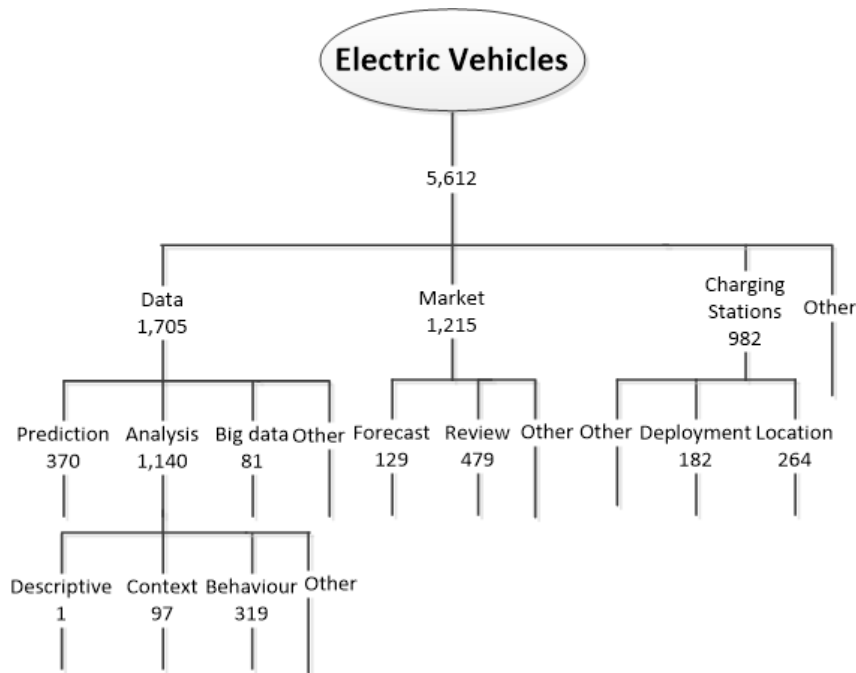 Electric Vehicles
5,612
Data
1,705
Market
1,215
Charging
Stations
982
Other
Prediction
370
Analysis
1,140
Big data
81
Other
Forecast
129
Review
479
Other
Other
Deployment
182
Location
264
Descriptive
1
Context
97
Behaviour
319
Other